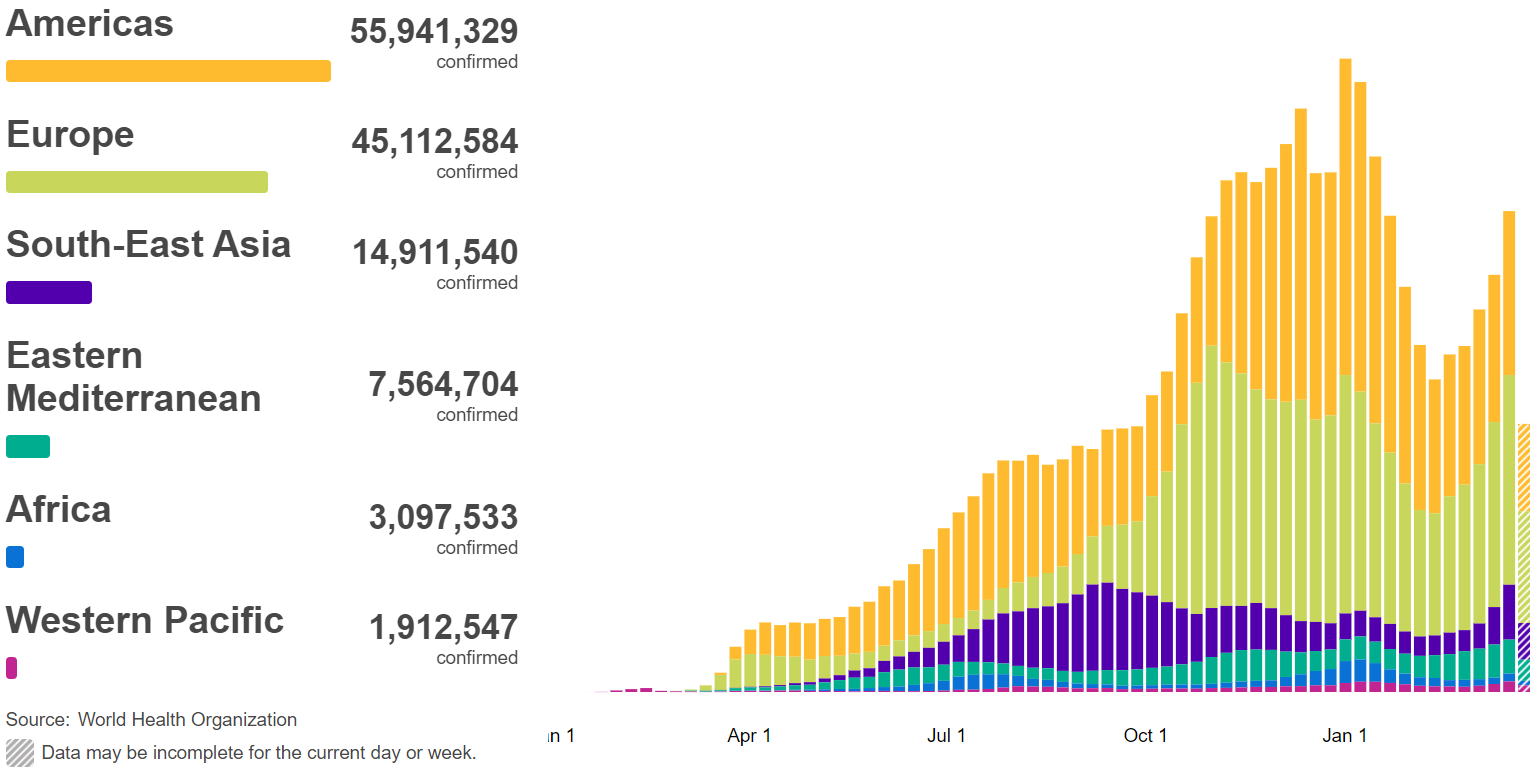 Americas
55,941,329
confirmed
Europe
45,112,584
confirmed
South-East Asia
14,911,540
confirmed
Eastern
Mediterranean
7,564,704
confirmed
Africa
3,097,533
confirmed
Western Pacific
1,912,547
confirmed
Source: World Health Organization
Data may be incomplete for the current day or week.
n 1 Apr 1 Jul 1 Oct 1 Jan 1